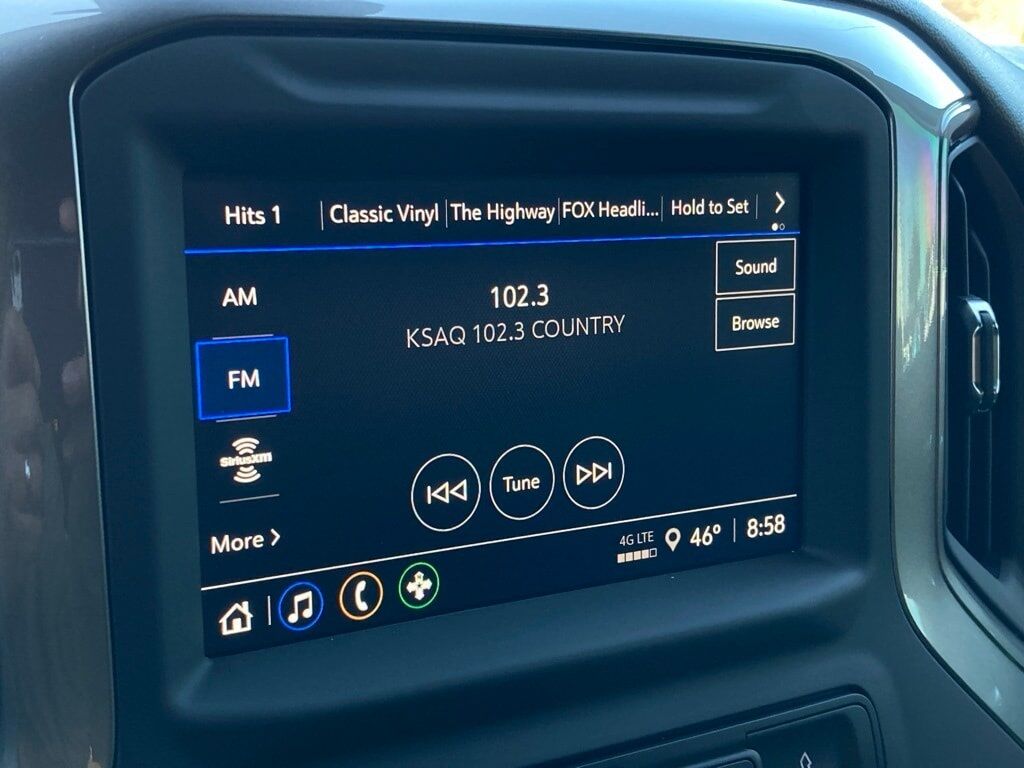 Hits 1 Classic Vinyl The Highway FOX Headli... Hold to Set >
AM
102.3
Sound
KSAQ 102.3 COUNTRY
Browse
FM
SiriusXM
Tune
More >
4G LTE 46° 8:58